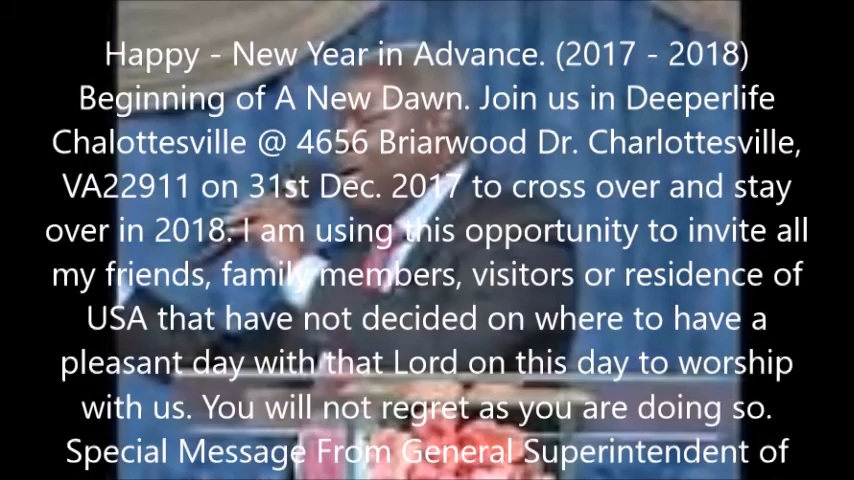 Happy - New Year in Advance. (2017 - 2018)
Beginning of A New Dawn. Join us in Deeperlife
Chalottesville @ 4656 Briarwood Dr. Charlottesville,
VA22911 on 31st Dec. 2017 to cross over and stay
over in 2018. I am using this opportunity to invite all
my friends, family members, visitors or residence of
USA that have not decided on where to have a
pleasant day with that Lord on this day to worship
with us. You will not regret as you are doing so.
Special Message From General Superintendent of